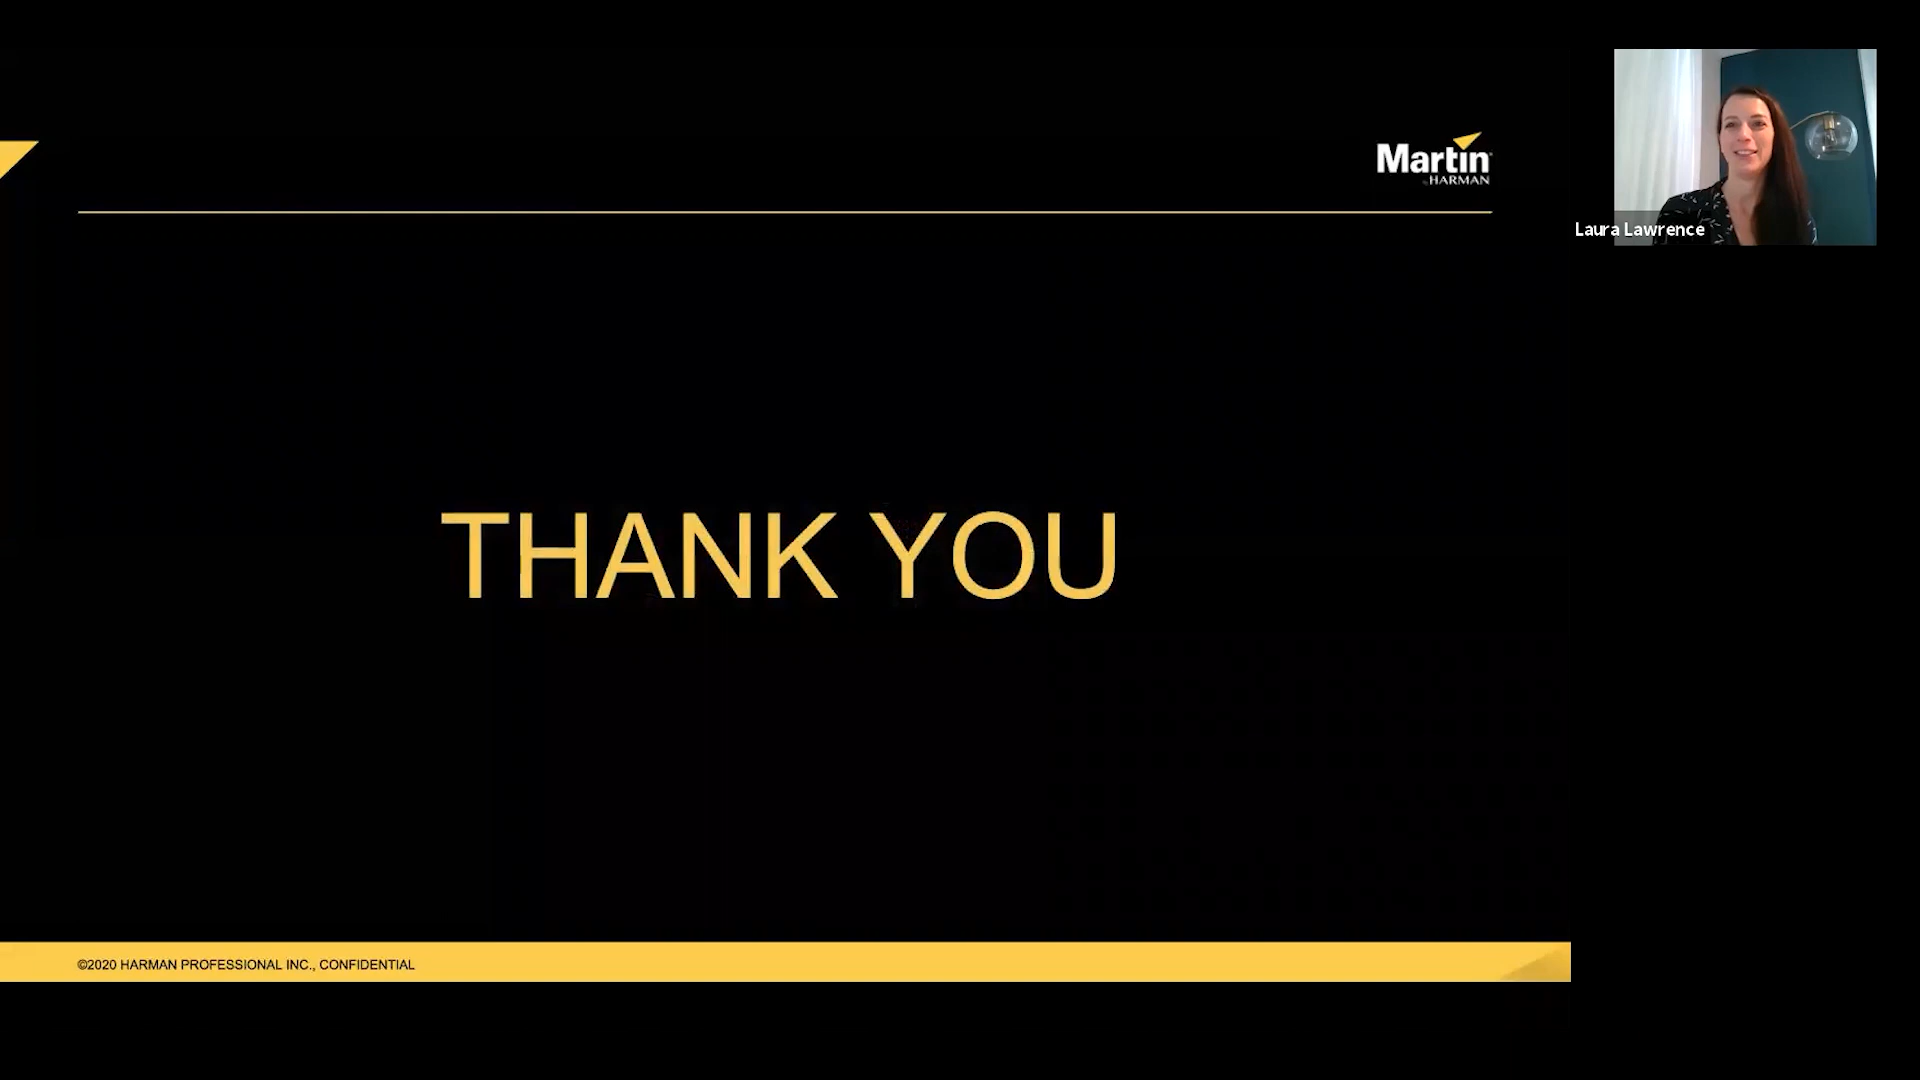 Martin
by HARMAN
Laura Lawrence
THANK YOU
©2020 HARMAN PROFESSIONAL INC., CONFIDENTIAL